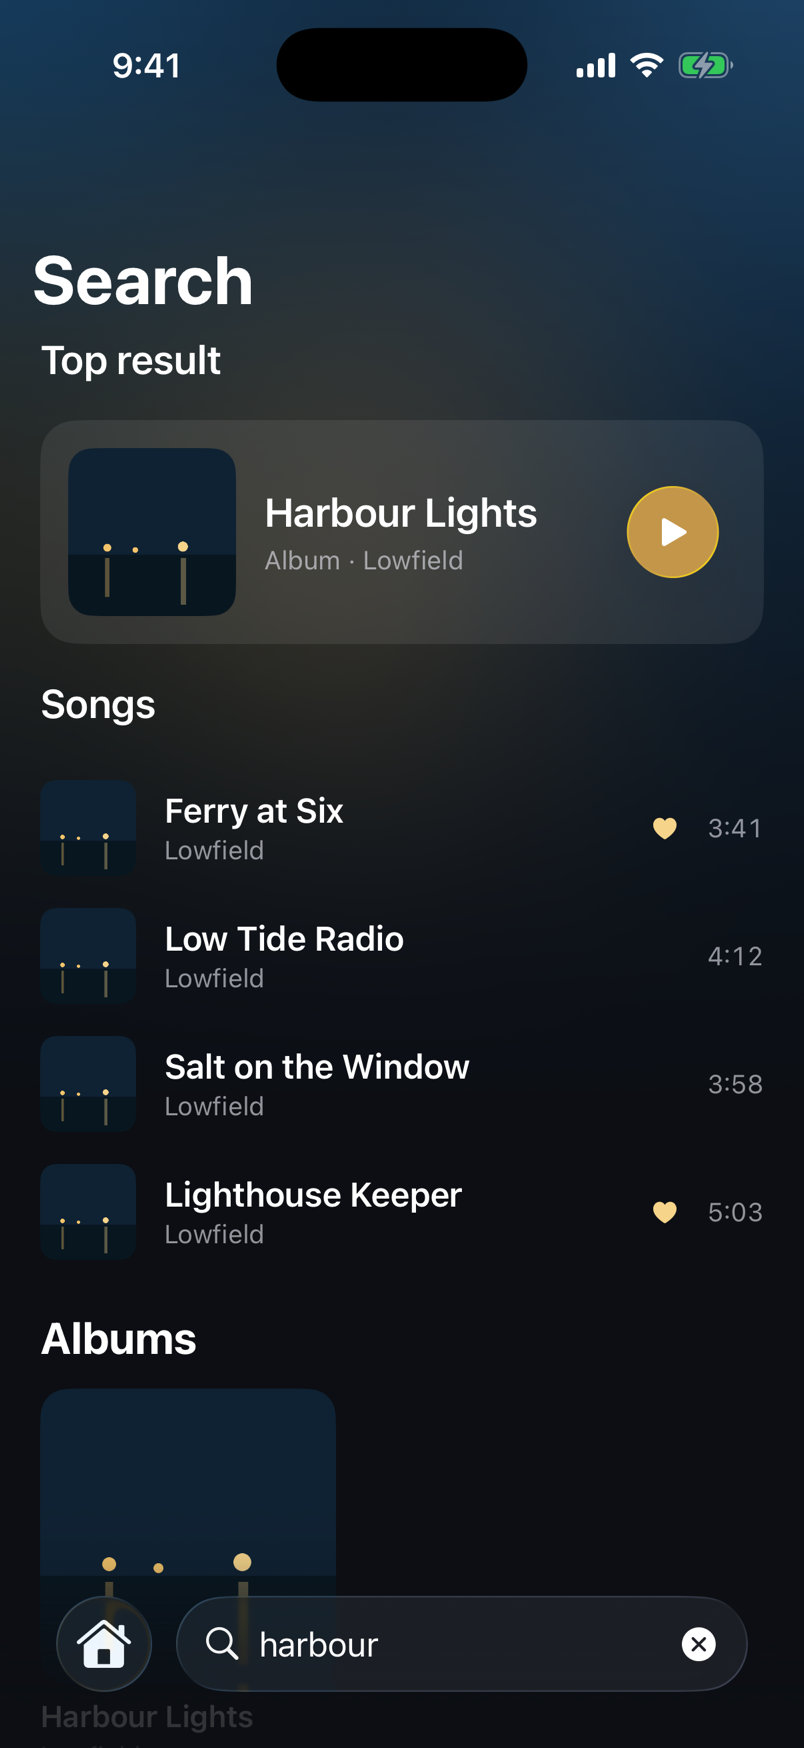 9:41
Search
Top result
Harbour Lights
Album · Lowfield
Songs
Ferry at Six
Lowfield
3:41
Low Tide Radio
Lowfield
4:12
Salt on the Window
Lowfield
3:58
Lighthouse Keeper
Lowfield
5:03
Albums
harbour
Harbour Lights